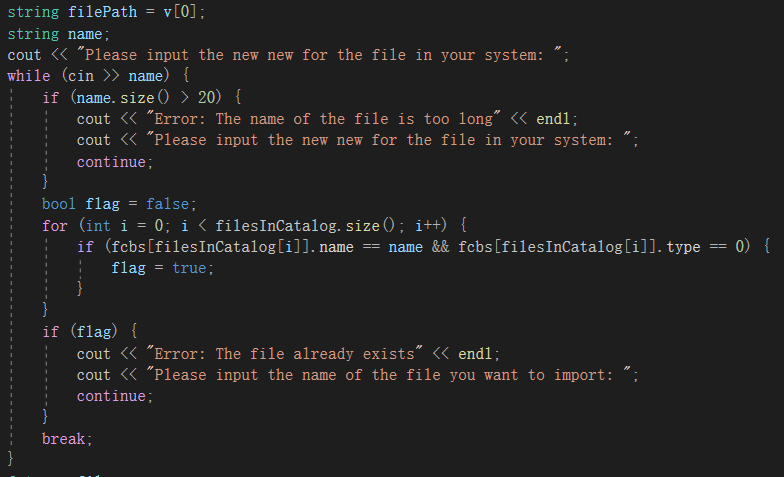 string filePath = v[0];
string name;
cout << "Please input the new new for the file in your system: ";
while (cin >> name) {
    if (name.size() > 20) {
        cout << "Error: The name of the file is too long" << endl;
        cout << "Please input the new new for the file in your system: ";
        continue;
    }
    bool flag = false;
    for (int i = 0; i < filesInCatalog.size(); i++) {
        if (fcbs[filesInCatalog[i]].name == name && fcbs[filesInCatalog[i]].type == 0) {
            flag = true;
        }
    }
    if (flag) {
        cout << "Error: The file already exists" << endl;
        cout << "Please input the name of the file you want to import: ";
        continue;
    }
    break;
}